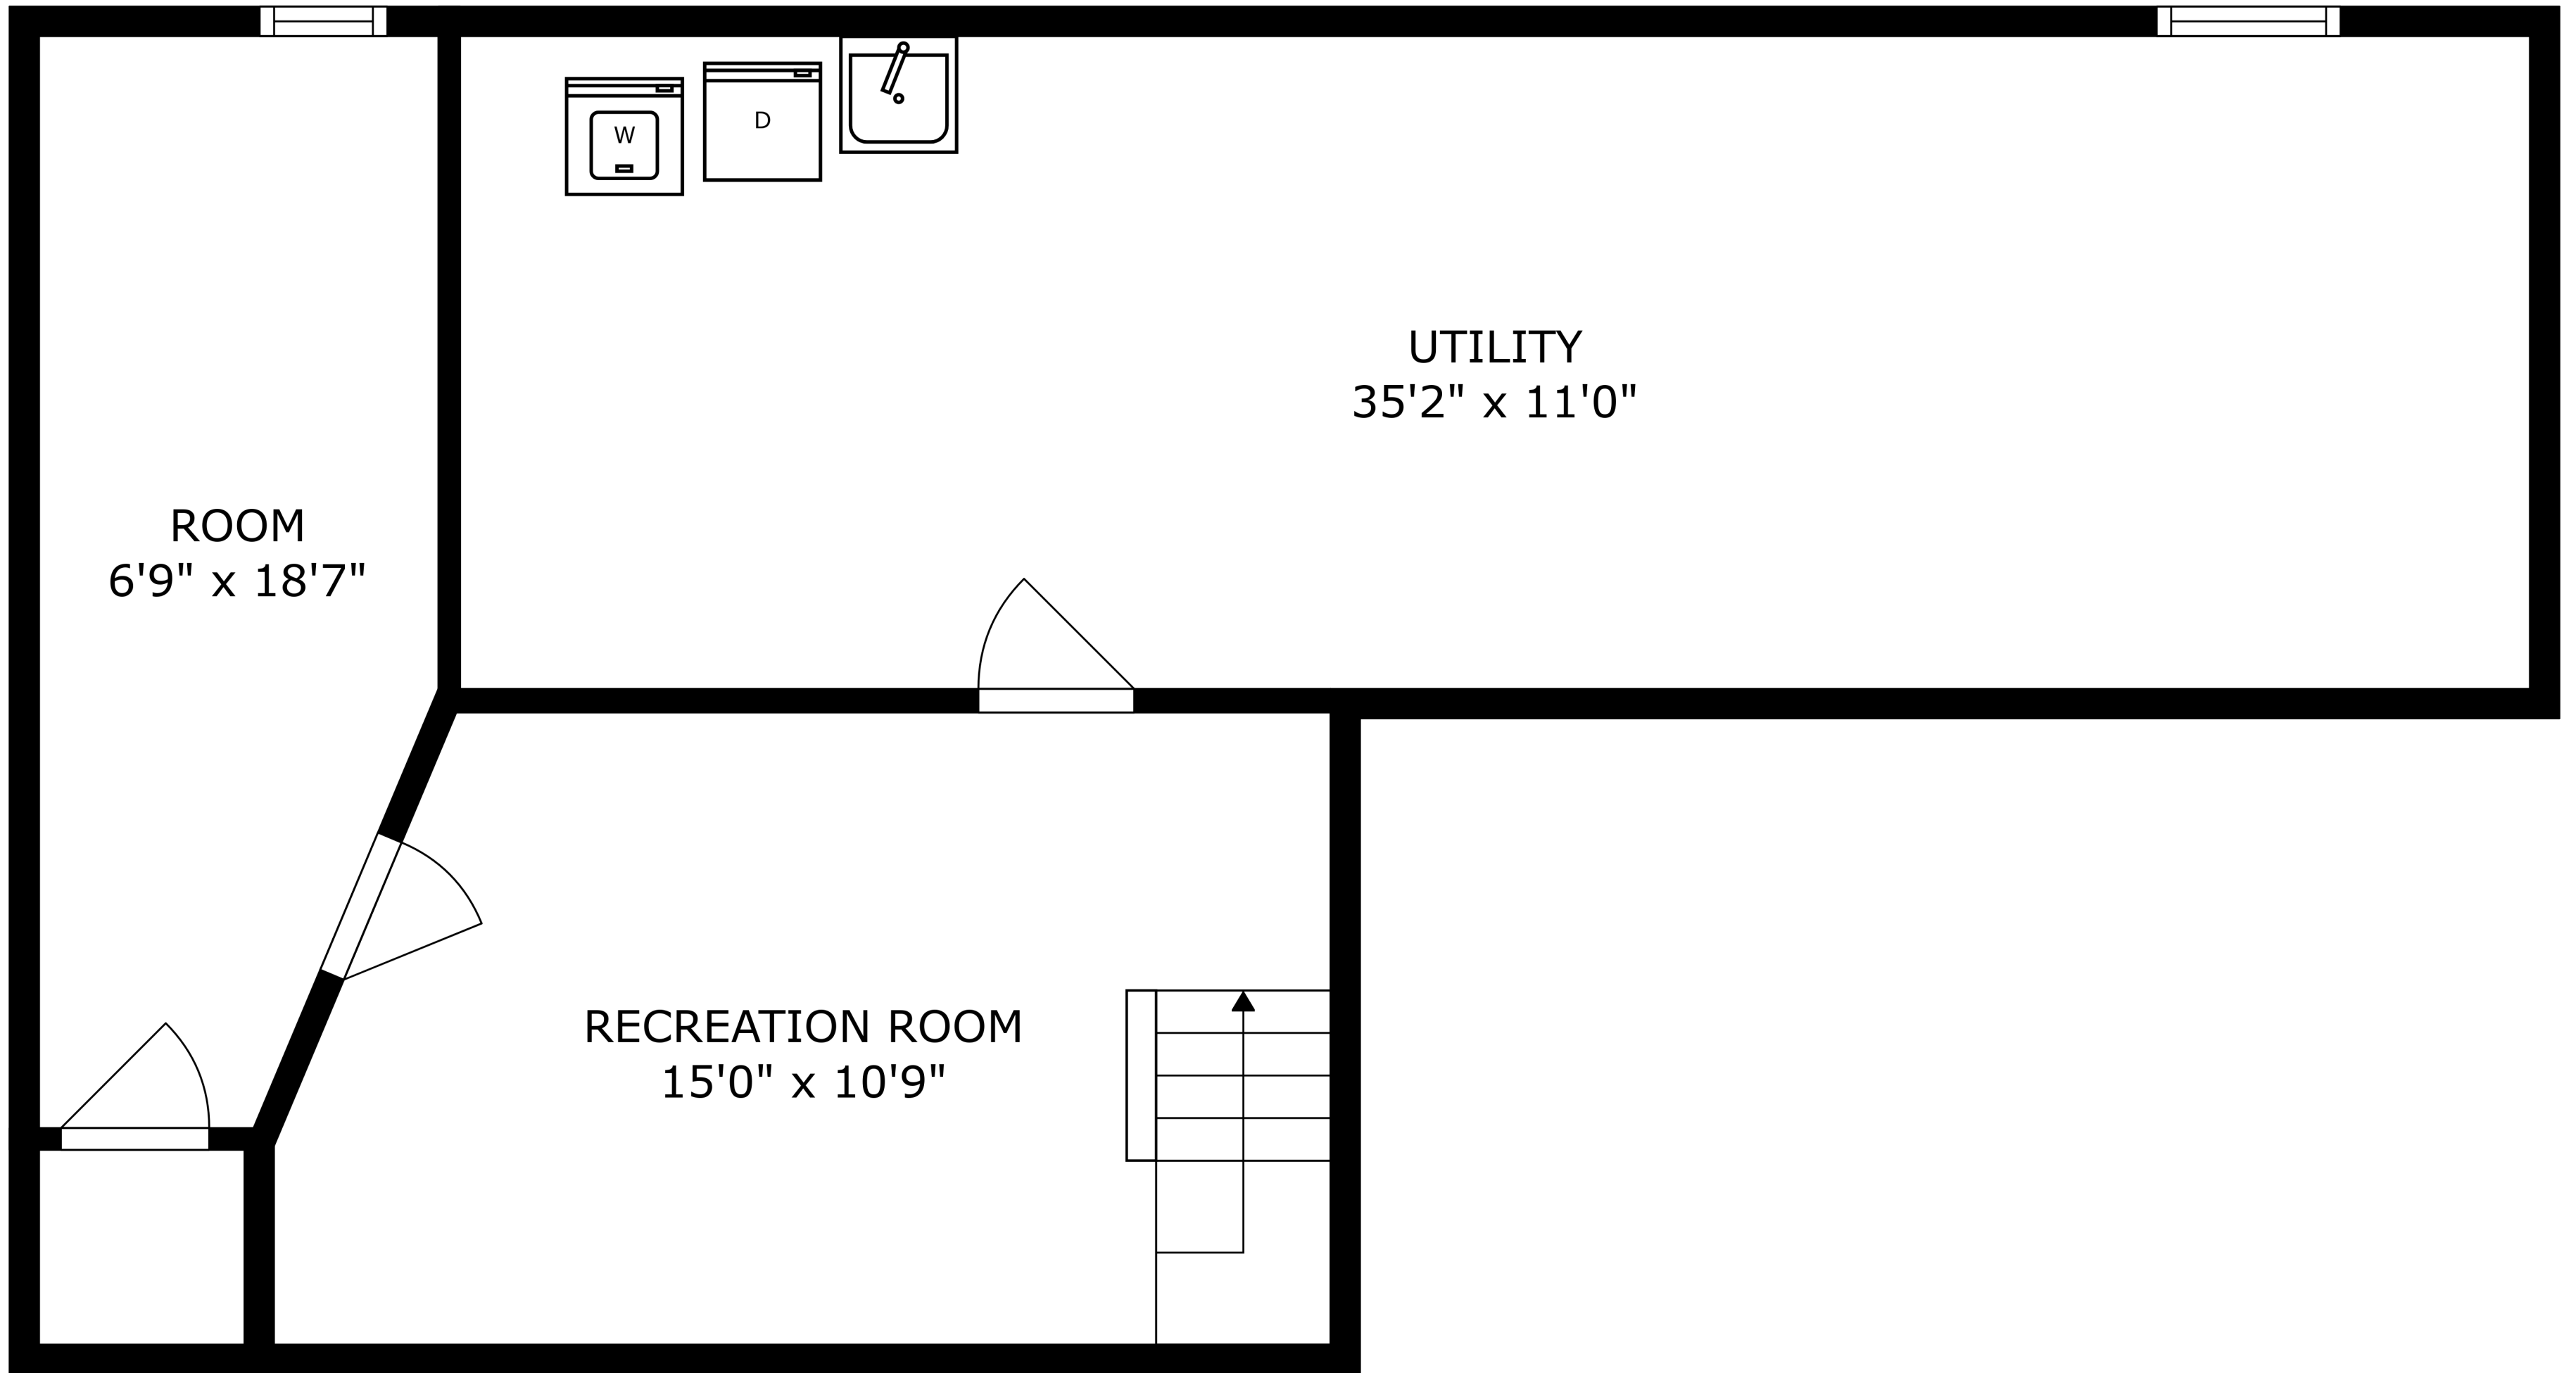 W
D
UTILITY
35'2" x 11'0"
ROOM
6'9" x 18'7"
RECREATION ROOM
15'0" x 10'9"